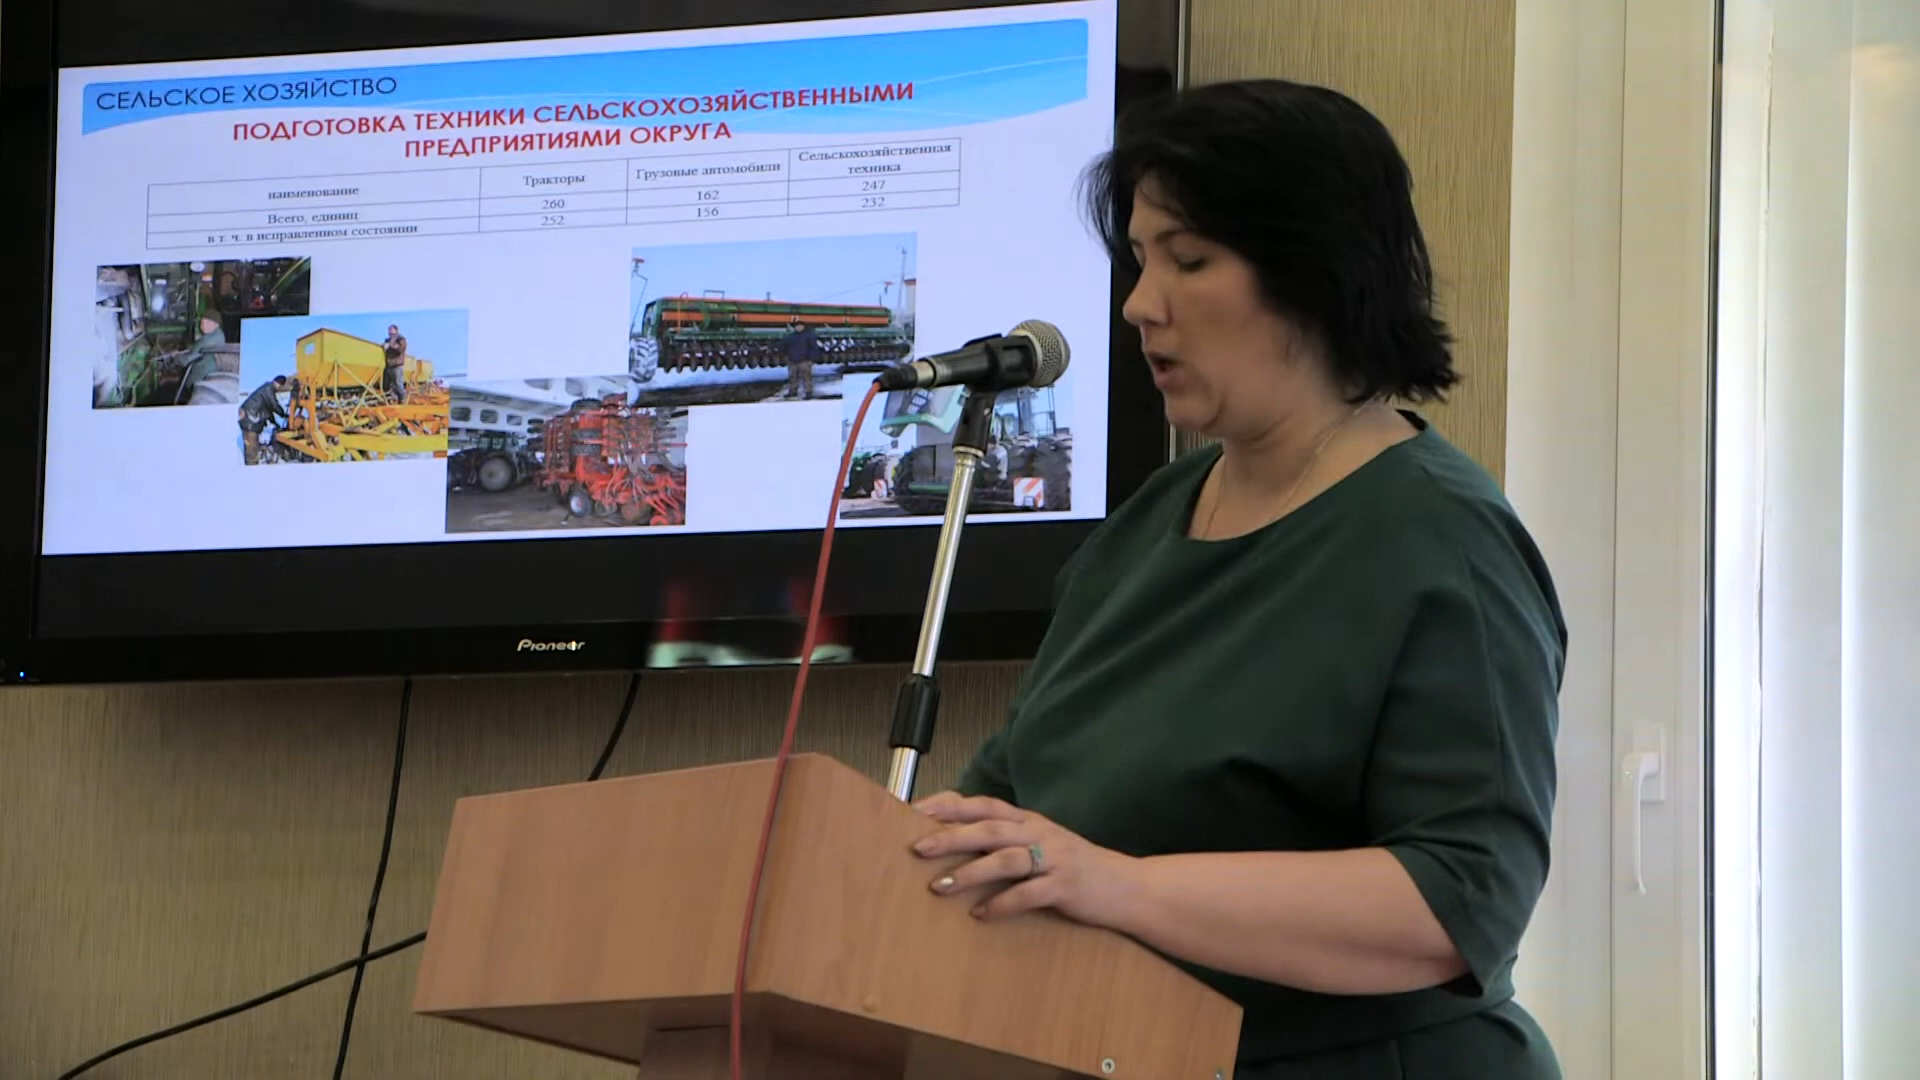 СЕЛЬСКОЕ ХОЗЯЙСТВО
ПОДГОТОВКА ТЕХНИКИ СЕЛЬСКОХОЗЯЙСТВЕННЫМИ
ПРЕДПРИЯТИЯМИ ОКРУГА
наименование Тракторы Грузовые автомобили Сельскохозяйственная
техника
Всего, единиц 260 162 247
в т. ч. в исправленном состоянии 252 156 232
Pioneer